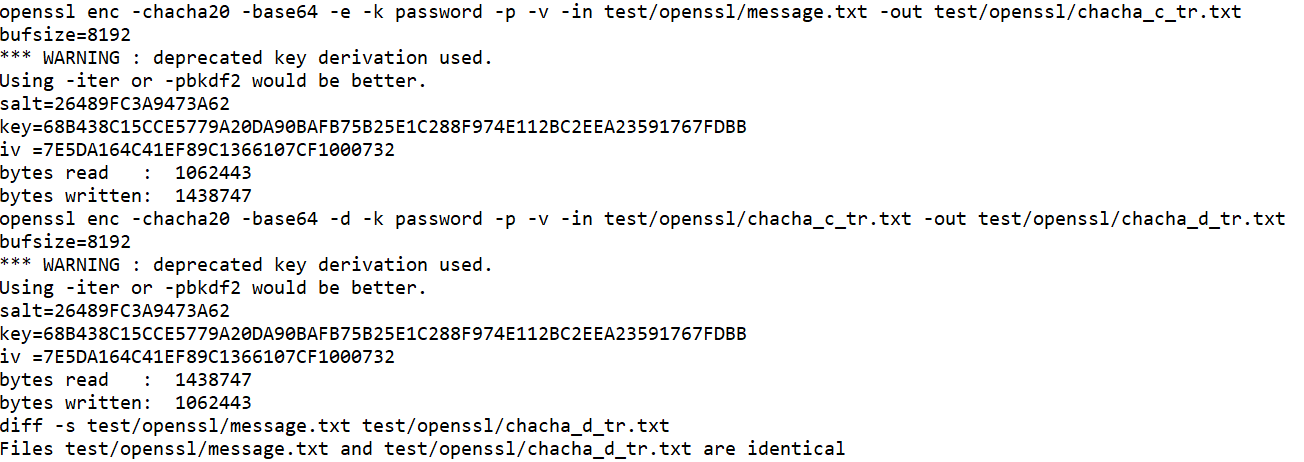 openssl enc -chacha20 -base64 -e -k password -p -v -in test/openssl/message.txt -out test/openssl/chacha_c_tr.txt
bufsize=8192
*** WARNING : deprecated key derivation used.
Using -iter or -pbkdf2 would be better.
salt=26489FC3A9473A62
key=68B438C15CCE5779A20DA90BAFB75B25E1C288F974E112BC2EEA23591767FDBB
iv =7E5DA164C41EF89C1366107CF1000732
bytes read   :  1062443
bytes written:  1438747
openssl enc -chacha20 -base64 -d -k password -p -v -in test/openssl/chacha_c_tr.txt -out test/openssl/chacha_d_tr.txt
bufsize=8192
*** WARNING : deprecated key derivation used.
Using -iter or -pbkdf2 would be better.
salt=26489FC3A9473A62
key=68B438C15CCE5779A20DA90BAFB75B25E1C288F974E112BC2EEA23591767FDBB
iv =7E5DA164C41EF89C1366107CF1000732
bytes read   :  1438747
bytes written:  1062443
diff -s test/openssl/message.txt test/openssl/chacha_d_tr.txt
Files test/openssl/message.txt and test/openssl/chacha_d_tr.txt are identical